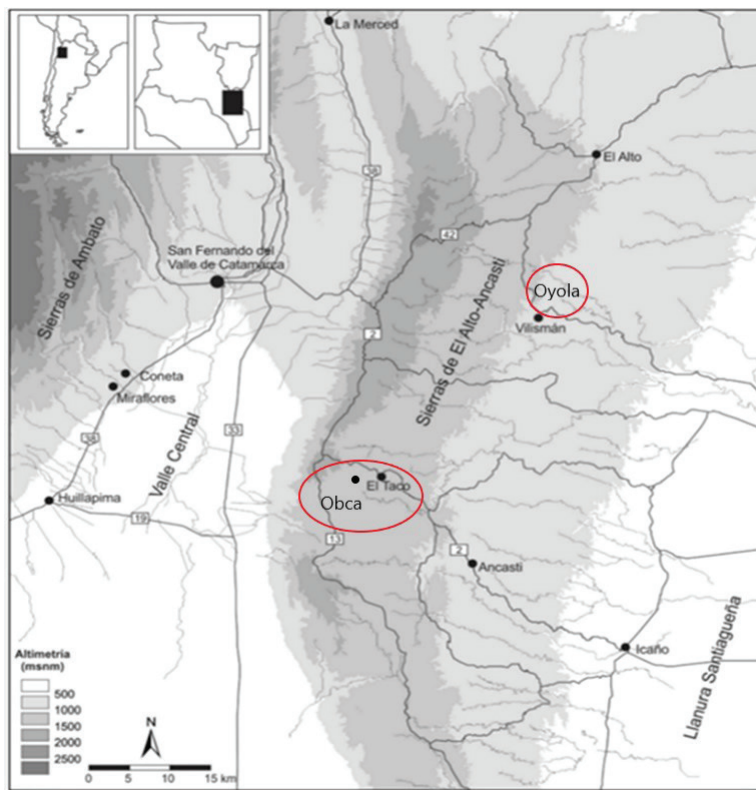 La Merced
38
El Alto
42
San Fernando del
Valle de Catamarca
Sierras de Ambato
Oyola
Vilismán
2
Sierras de El Alto-Ancasti
Coneta
Miraflores
38
Valle Central
33
Huillapima
El Taco
Obca
19
13
2
Ancasti
Icaño
Llanura Santiagueña
Altimetría
(msnm)
500
1000
1500
2000
2500
N
0 5 10 15 km